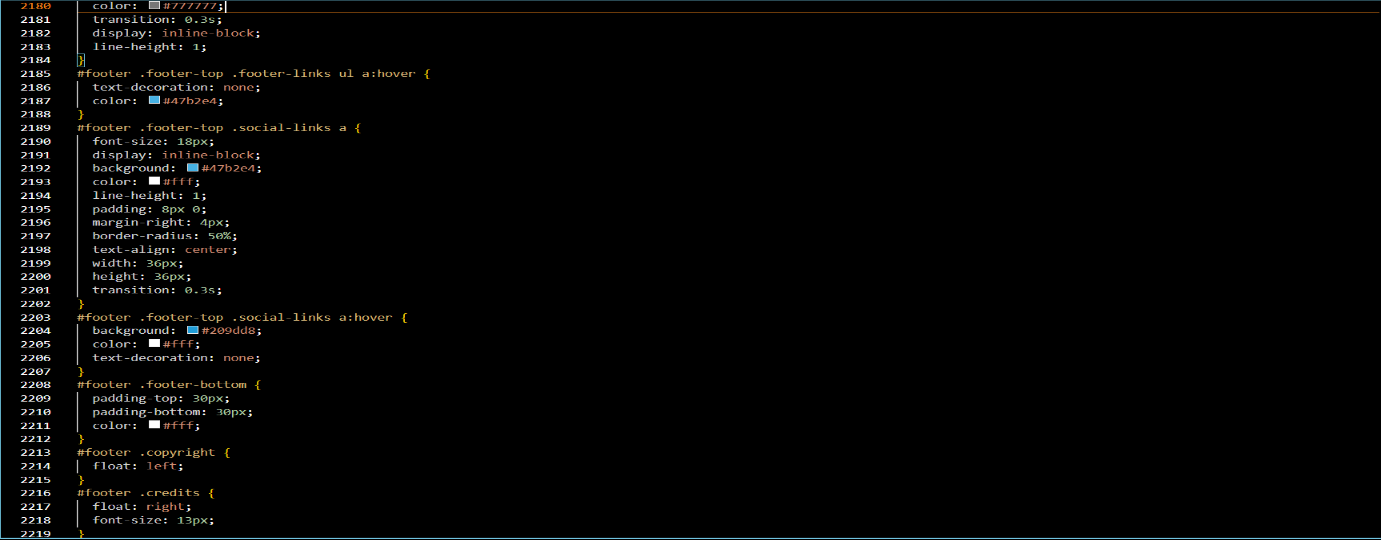 2180 color: #777777;
2181 transition: 0.3s;
2182 display: inline-block;
2183 line-height: 1;
2184 }
2185 #footer .footer-top .footer-links ul a:hover {
2186 text-decoration: none;
2187 color: #47b2e4;
2188 }
2189 #footer .footer-top .social-links a {
2190 font-size: 18px;
2191 display: inline-block;
2192 background: #47b2e4;
2193 color: #fff;
2194 line-height: 1;
2195 padding: 8px 0;
2196 margin-right: 4px;
2197 border-radius: 50%;
2198 text-align: center;
2199 width: 36px;
2200 height: 36px;
2201 transition: 0.3s;
2202 }
2203 #footer .footer-top .social-links a:hover {
2204 background: #209dd8;
2205 color: #fff;
2206 text-decoration: none;
2207 }
2208 #footer .footer-bottom {
2209 padding-top: 30px;
2210 padding-bottom: 30px;
2211 color: #fff;
2212 }
2213 #footer .copyright {
2214 float: left;
2215 }
2216 #footer .credits {
2217 float: right;
2218 font-size: 13px;
2219 }